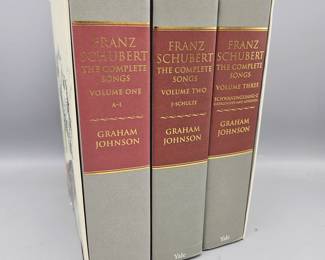 FRANZ
SCHUBERT
THE COMPLETE
SONGS
VOLUME ONE
A–I
GRAHAM
JOHNSON
FRANZ
SCHUBERT
THE COMPLETE
SONGS
VOLUME TWO
J–SCHULZE
GRAHAM
JOHNSON
Yale
FRANZ
SCHUBERT
THE COMPLETE
SONGS
VOLUME THREE
GRAHAM
JOHNSON
Yale